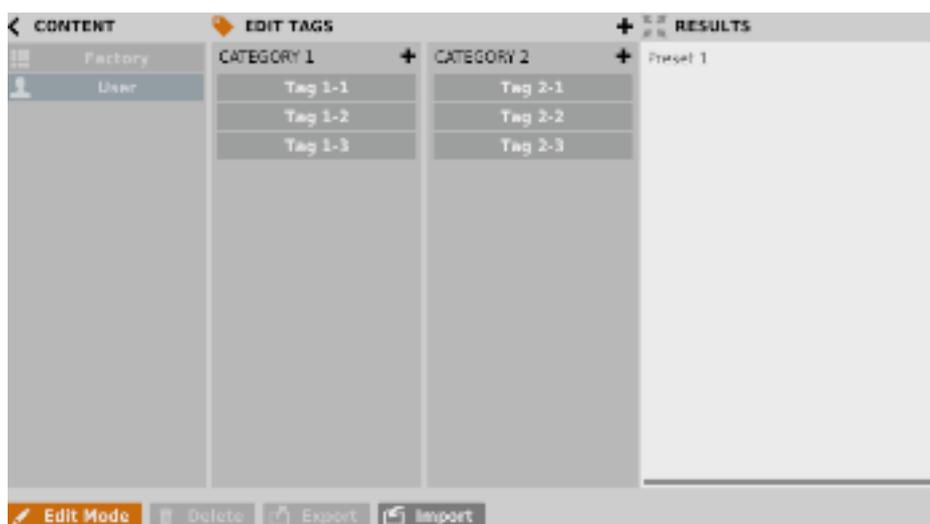 CONTENT
EDIT TAGS
RESULTS
Factory
User
CATEGORY 1
Tag 1-1
Tag 1-2
Tag 1-3
CATEGORY 2
Tag 2-1
Tag 2-2
Tag 2-3
Preset 1
Edit Mode
Delete
Export
Import